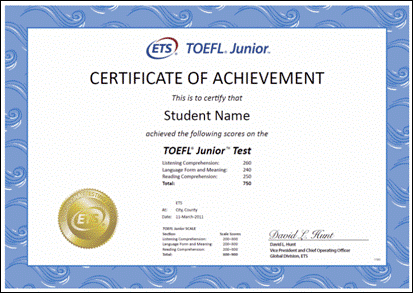 ETS TOEFL® Junior®
CERTIFICATE OF ACHIEVEMENT
This is to certify that
Student Name
achieved the following scores on the
TOEFL® Junior™ Test
Listening Comprehension: 260
Language Form and Meaning: 240
Reading Comprehension: 250
Total: 750
ETS
At: City, County
Date: 11-March-2011
TOEFL Junior SCALE
Section Scale Scores
Listening Comprehension: 200–300
Language Form and Meaning: 200–300
Reading Comprehension: 200–300
Total: 600–900
ETS
David L. Hunt
David L. Hunt
Vice President and Chief Operating Officer
Global Division, ETS